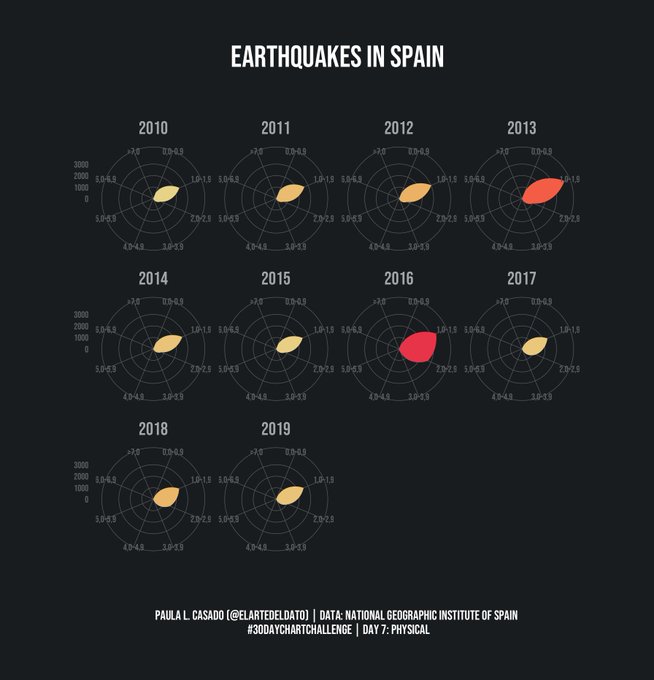 EARTHQUAKES IN SPAIN
2010 2011 2012 2013
>7,0 0,0-0,9 >7,0 0,0-0,9 >7,0 0,0-0,9 >7,0 0,0-0,9
3000
2000
1000
0
6,0-6,9 1,0-1,9 6,0-6,9 1,0-1,9 6,0-6,9 1,0-1,9 6,0-6,9 1,0-1,9
5,0-5,9 2,0-2,9 5,0-5,9 2,0-2,9 5,0-5,9 2,0-2,9 5,0-5,9 2,0-2,9
4,0-4,9 3,0-3,9 4,0-4,9 3,0-3,9 4,0-4,9 3,0-3,9 4,0-4,9 3,0-3,9
2014 2015 2016 2017
>7,0 0,0-0,9 >7,0 0,0-0,9 >7,0 0,0-0,9 >7,0 0,0-0,9
3000
2000
1000
0
6,0-6,9 1,0-1,9 6,0-6,9 1,0-1,9 6,0-6,9 1,0-1,9 6,0-6,9 1,0-1,9
5,0-5,9 2,0-2,9 5,0-5,9 2,0-2,9 5,0-5,9 2,0-2,9 5,0-5,9 2,0-2,9
4,0-4,9 3,0-3,9 4,0-4,9 3,0-3,9 4,0-4,9 3,0-3,9 4,0-4,9 3,0-3,9
2018 2019
>7,0 0,0-0,9 >7,0 0,0-0,9
3000
2000
1000
0
6,0-6,9 1,0-1,9 6,0-6,9 1,0-1,9
5,0-5,9 2,0-2,9 5,0-5,9 2,0-2,9
4,0-4,9 3,0-3,9 4,0-4,9 3,0-3,9
PAULA L. CASADO (@ELARTEDELDATO) | DATA: NATIONAL GEOGRAPHIC INSTITUTE OF SPAIN
#30DAYCHARTCHALLENGE | DAY 7: PHYSICAL